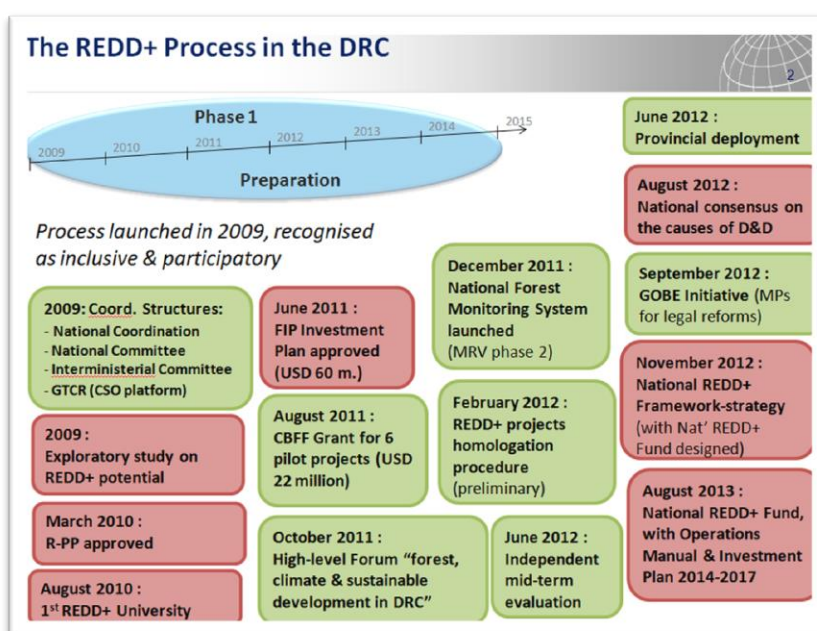 The REDD+ Process in the DRC
2
Phase 1
2009
2010
2011
2012
2013
2014
2015
Preparation
Process launched in 2009, recognised
as inclusive & participatory
2009: Coord. Structures:
- National Coordination
- National Committee
- Interministerial Committee
- GTCR (CSO platform)
2009 :
Exploratory study on
REDD+ potential
March 2010 :
R-PP approved
August 2010 :
1st REDD+ University
June 2011 :
FIP Investment
Plan approved
(USD 60 m.)
August 2011 :
CBFF Grant for 6
pilot projects (USD
22 million)
October 2011 :
High-level Forum “forest,
climate & sustainable
development in DRC”
December 2011 :
National Forest
Monitoring System
launched
(MRV phase 2)
February 2012 :
REDD+ projects
homologation
procedure
(preliminary)
June 2012 :
Independent
mid-term
evaluation
June 2012 :
Provincial deployment
August 2012 :
National consensus on
the causes of D&D
September 2012 :
GOBE Initiative (MPs
for legal reforms)
November 2012 :
National REDD+
Framework-strategy
(with Nat’ REDD+
Fund designed)
August 2013 :
National REDD+ Fund,
with Operations
Manual & Investment
Plan 2014-2017